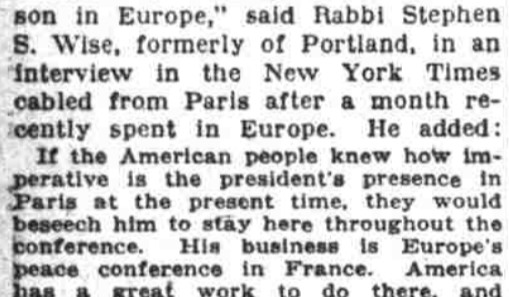 son in Europe," said Rabbi Stephen
S. Wise, formerly of Portland, in an
interview in the New York Times
cabled from Paris after a month re-
cently spent in Europe. He added:
If the American people knew how im-
perative is the president's presence in
Paris at the present time, they would
beseech him to stay here throughout the
conference. His business is Europe's
peace conference in France. America
has a great work to do there, and